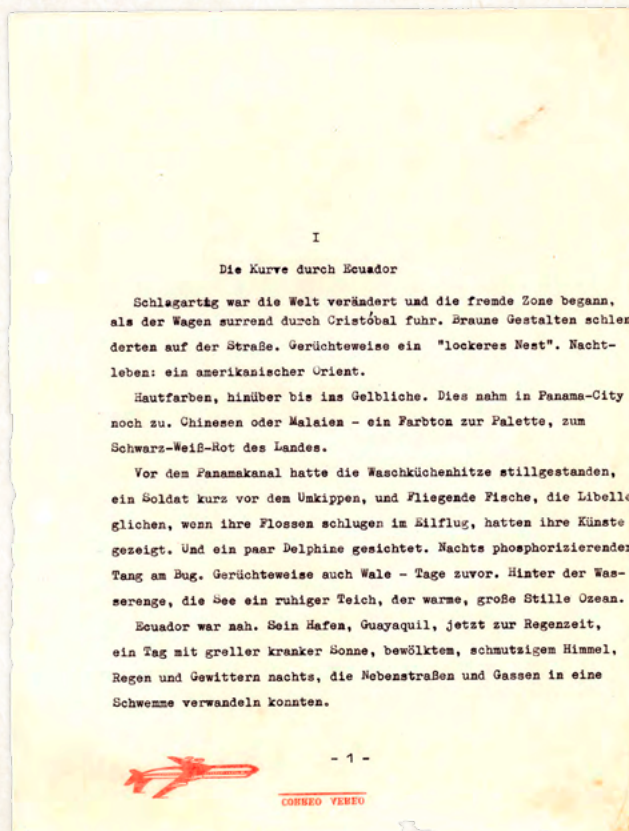 I
Die Kurve durch Ecuador
Schlagartig war die Welt verändert und die fremde Zone begann,
als der Wagen surrend durch Cristóbal fuhr. Braune Gestalten schlen
derten auf der Straße. Gerüchteweise ein "lockeres Nest". Nacht-
leben: ein amerikanischer Orient.
Hautfarben, hinüber bis ins Gelbliche. Dies nahm in Panama-City
noch zu. Chinesen oder Malaien - ein Farbton zur Palette, zum
Schwarz-Weiß-Rot des Landes.
Vor dem Panamakanal hatte die Waschküchenhitze stillgestanden,
ein Soldat kurz vor dem Umkippen, und Fliegende Fische, die Libelle
glichen, wenn ihre Flossen schlugen im Eilflug, hatten ihre Künste
gezeigt. Und ein paar Delphine gesichtet. Nachts phosphorizierender
Tang am Bug. Gerüchteweise auch Wale - Tage zuvor. Hinter der Was-
serenge, die See ein ruhiger Teich, der warme, große Stille Ozean.
Ecuador war nah. Sein Hafen, Guayaquil, jetzt zur Regenzeit,
ein Tag mit greller kranker Sonne, bewölktem, schmutzigem Himmel,
Regen und Gewittern nachts, die Nebenstraßen und Gassen in eine
Schwemme verwandeln konnten.
- 1 -
CORREO AEREO